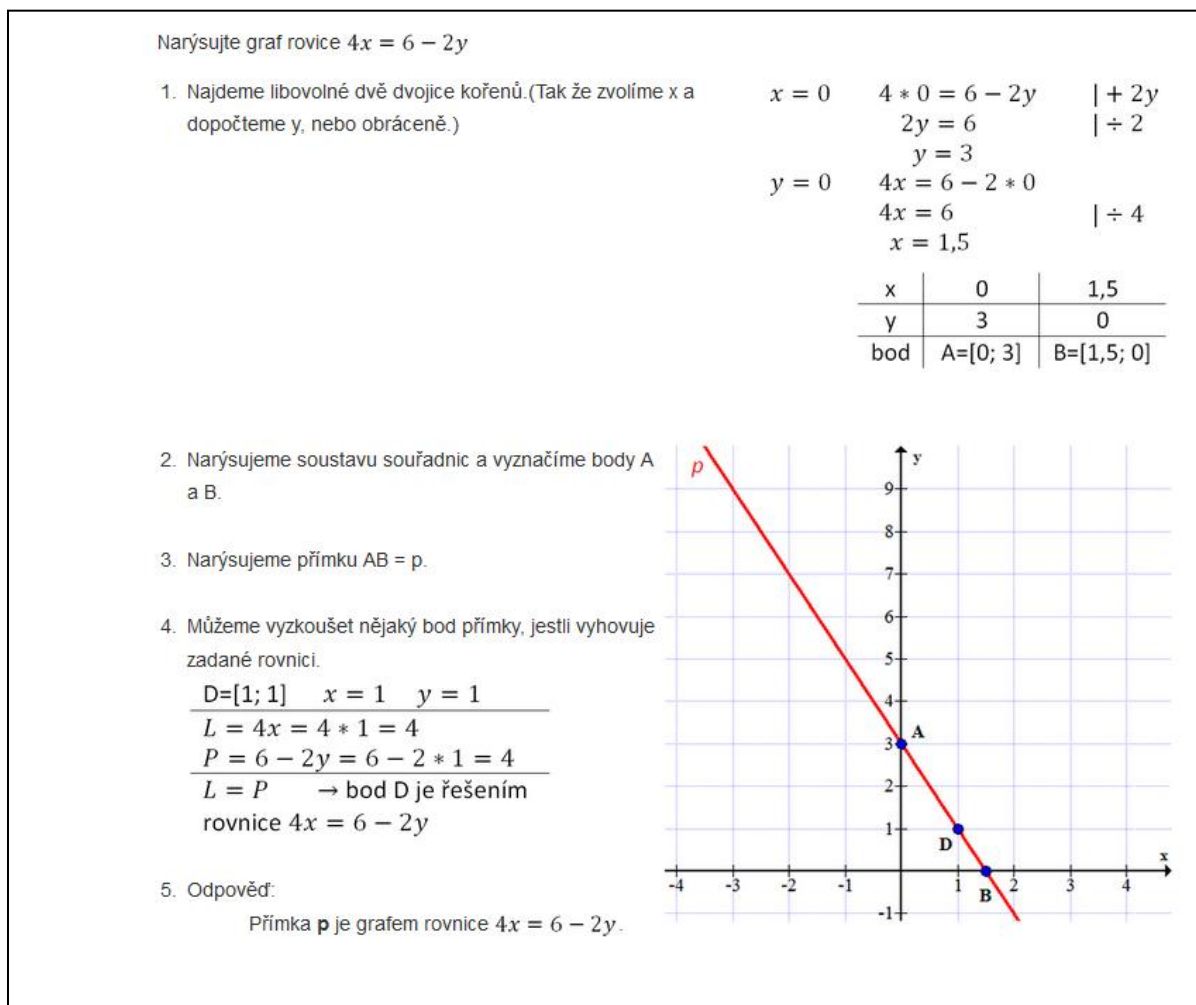 Narýsujte graf rovice 4x = 6 − 2y
1. Najdeme libovolné dvě dvojice kořenů.(Tak že zvolíme x a
dopočteme y, nebo obráceně.)
x = 0 4 * 0 = 6 − 2y | + 2y
2y = 6 | ÷ 2
y = 3
y = 0 4x = 6 − 2 * 0
4x = 6 | ÷ 4
x = 1,5
x 0 1,5
y 3 0
bod A=[0; 3] B=[1,5; 0]
2. Narýsujeme soustavu souřadnic a vyznačíme body A
a B.
3. Narýsujeme přímku AB = p.
4. Můžeme vyzkoušet nějaký bod přímky, jestli vyhovuje
zadané rovnici.
D=[1; 1] x = 1 y = 1
L = 4x = 4 * 1 = 4
P = 6 − 2y = 6 − 2 * 1 = 4
L = P → bod D je řešením
rovnice 4x = 6 − 2y
5. Odpověď:
Přímka p je grafem rovnice 4x = 6 − 2y.
p
y
9
8
7
6
5
4
3 A
2
1
D
x
-4 -3 -2 -1 1 2 3 4
B
-1